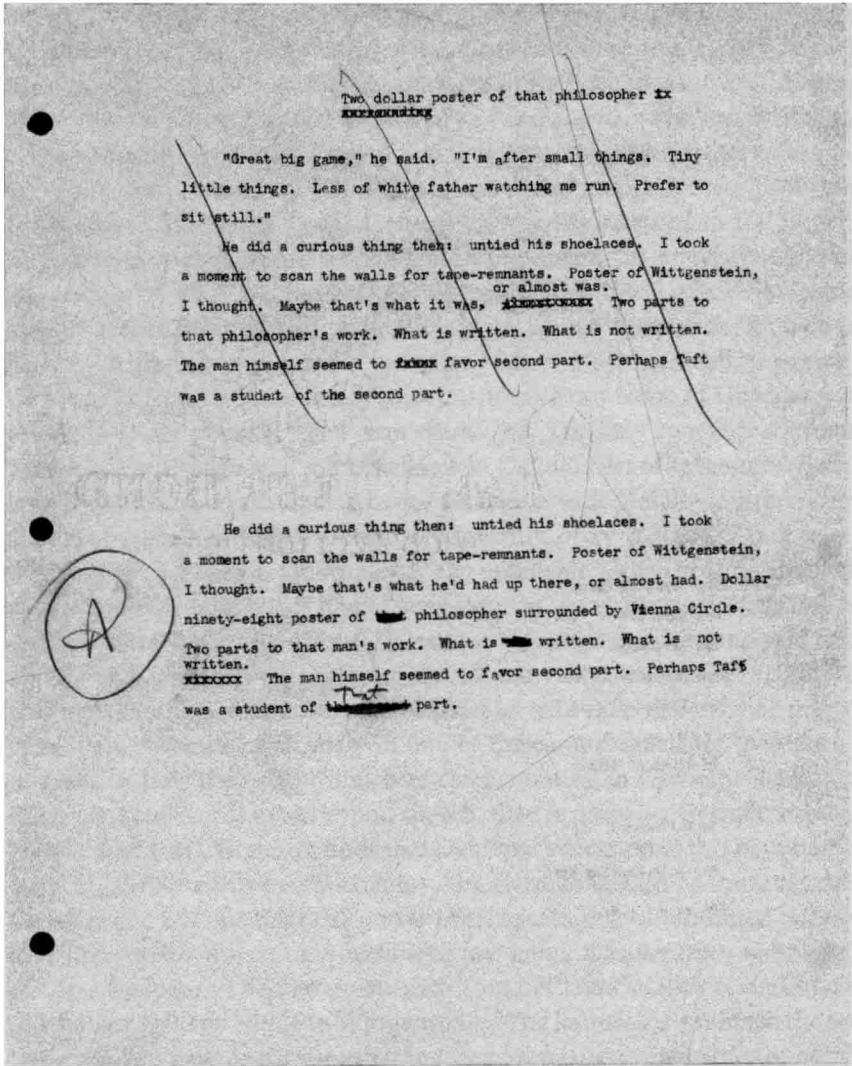 Two dollar poster of that philosopher
"Great big game," he said. "I'm after small things. Tiny
little things. Less of white father watching me run. Prefer to
sit still."
He did a curious thing then: untied his shoelaces. I took
a moment to scan the walls for tape-remnants. Poster of Wittgenstein,
or almost was.
I thought. Maybe that's what it was, Two parts to
that philosopher's work. What is written. What is not written.
The man himself seemed to favor second part. Perhaps Taft
was a student of the second part.
He did a curious thing then: untied his shoelaces. I took
a moment to scan the walls for tape-remnants. Poster of Wittgenstein,
I thought. Maybe that's what he'd had up there, or almost had. Dollar
ninety-eight poster of philosopher surrounded by Vienna Circle.
Two parts to that man's work. What is written. What is not
written.
The man himself seemed to favor second part. Perhaps Taft
that
was a student of part.
A